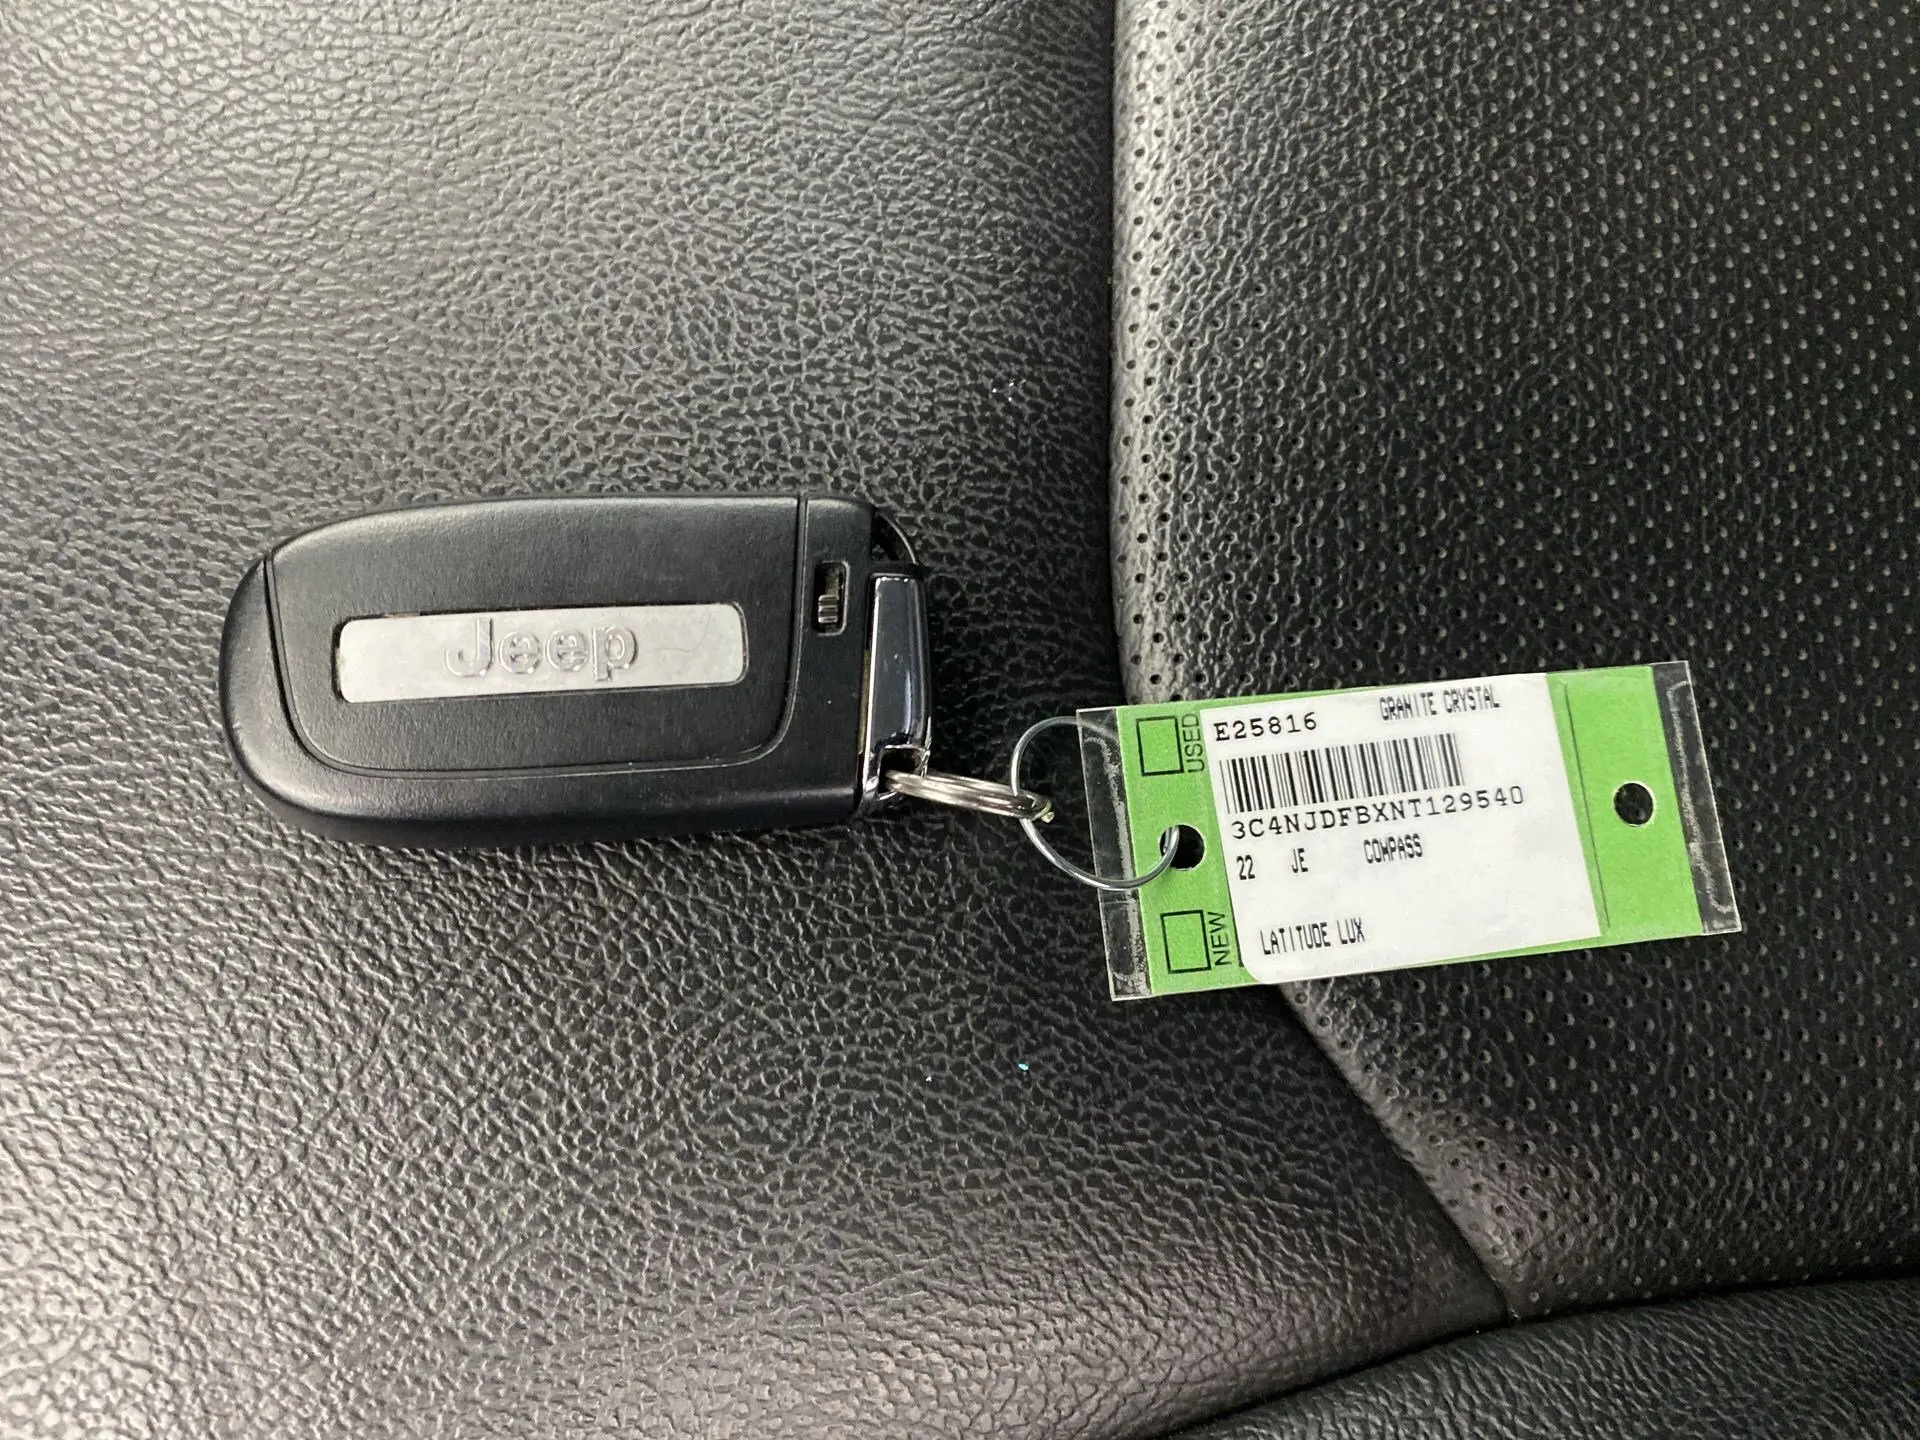 Jeep
USED
E25816 GRANITE CRYSTAL
3C4NJDFBXNT129540
22 JE COMPASS
NEW
LATITUDE LUX